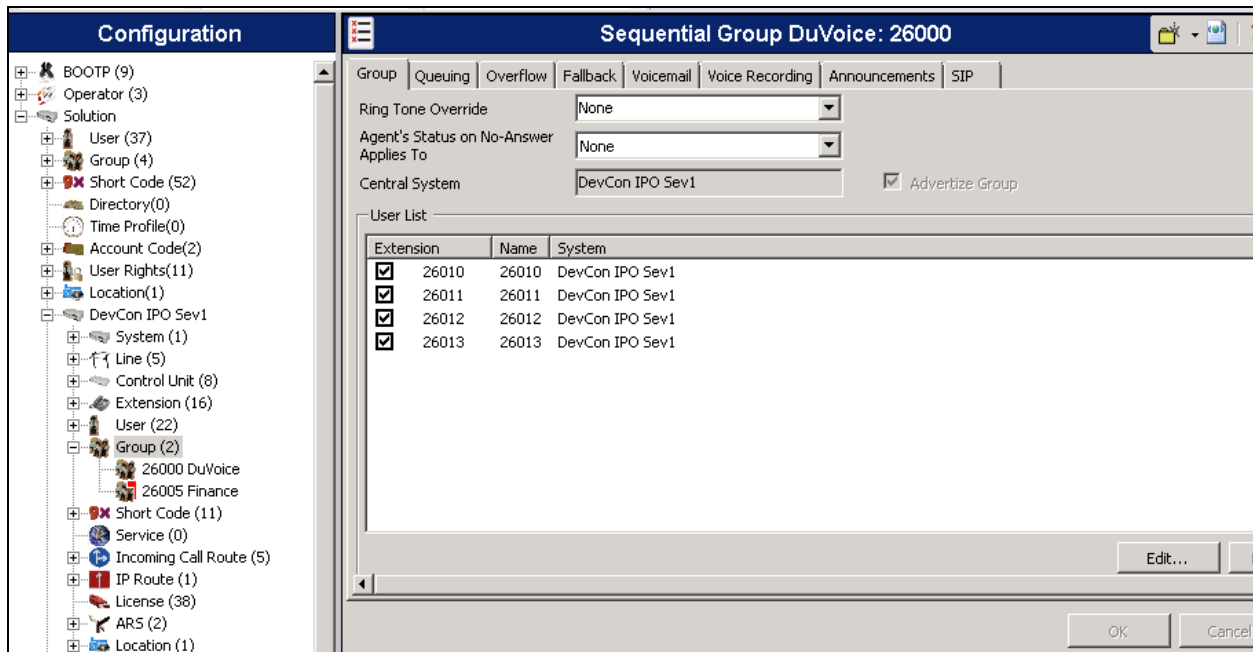 Configuration
BOOTP (9)
Operator (3)
Solution
User (37)
Group (4)
Short Code (52)
Directory(0)
Time Profile(0)
Account Code(2)
User Rights(11)
Location(1)
DevCon IPO Sev1
System (1)
Line (5)
Control Unit (8)
Extension (16)
User (22)
Group (2)
26000 DuVoice
26005 Finance
Short Code (11)
Service (0)
Incoming Call Route (5)
IP Route (1)
License (38)
ARS (2)
Location (1)
Sequential Group DuVoice: 26000
Group Queuing Overflow Fallback Voicemail Voice Recording Announcements SIP
Ring Tone Override None
Agent's Status on No-Answer
Applies To None
Central System DevCon IPO Sev1 Advertize Group
User List
Extension Name System
26010 26010 DevCon IPO Sev1
26011 26011 DevCon IPO Sev1
26012 26012 DevCon IPO Sev1
26013 26013 DevCon IPO Sev1
Edit...
OK Cancel